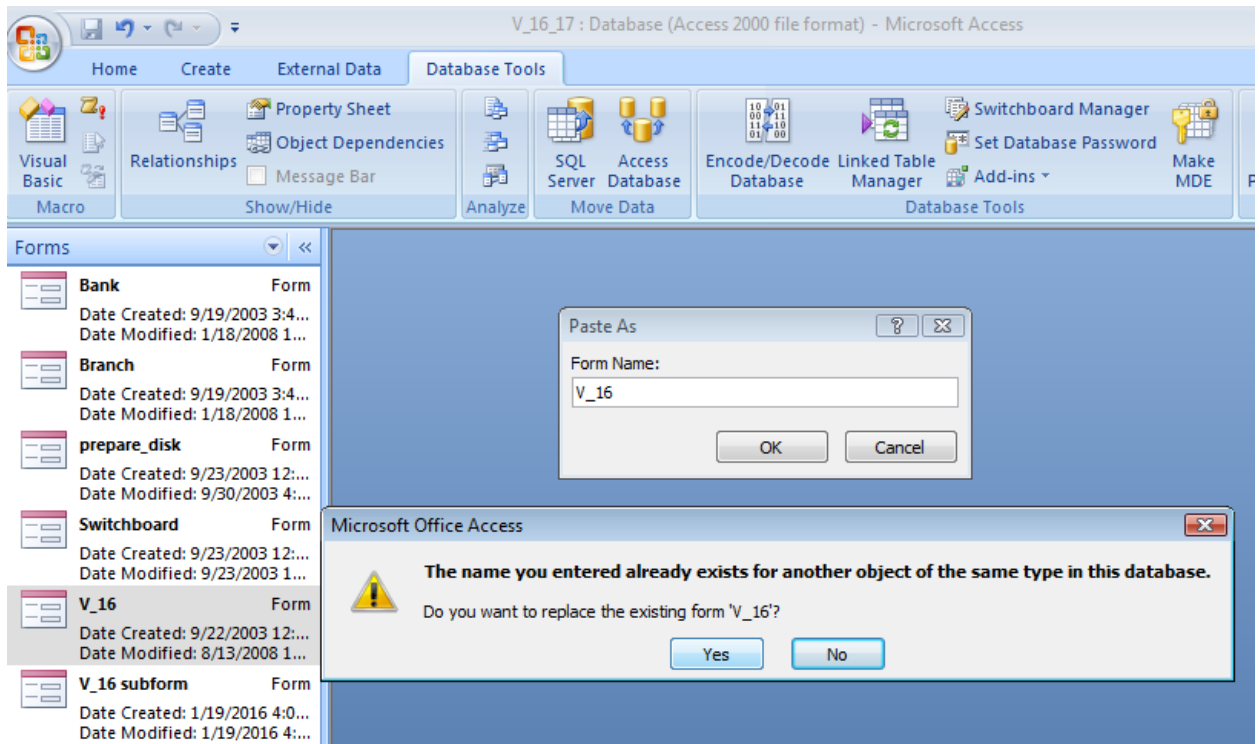 V_16_17 : Database (Access 2000 file format) - Microsoft Access
Home Create External Data Database Tools
Visual Basic
Macro
Relationships
Property Sheet
Object Dependencies
Message Bar
Show/Hide
Analyze
SQL Server
Access Database
Move Data
Encode/Decode Database
Linked Table Manager
Switchboard Manager
Set Database Password
Add-ins
Database Tools
Make MDE
P
Forms
Bank Form
Date Created: 9/19/2003 3:4...
Date Modified: 1/18/2008 1...
Branch Form
Date Created: 9/19/2003 3:4...
Date Modified: 1/18/2008 1...
prepare_disk Form
Date Created: 9/23/2003 12:...
Date Modified: 9/30/2003 4:...
Switchboard Form
Date Created: 9/23/2003 12:...
Date Modified: 9/23/2003 1...
V_16 Form
Date Created: 9/22/2003 12:...
Date Modified: 8/13/2008 1...
V_16 subform Form
Date Created: 1/19/2016 4:0...
Date Modified: 1/19/2016 4:...
Paste As
Form Name:
V_16
OK Cancel
Microsoft Office Access
The name you entered already exists for another object of the same type in this database.
Do you want to replace the existing form 'V_16'?
Yes No